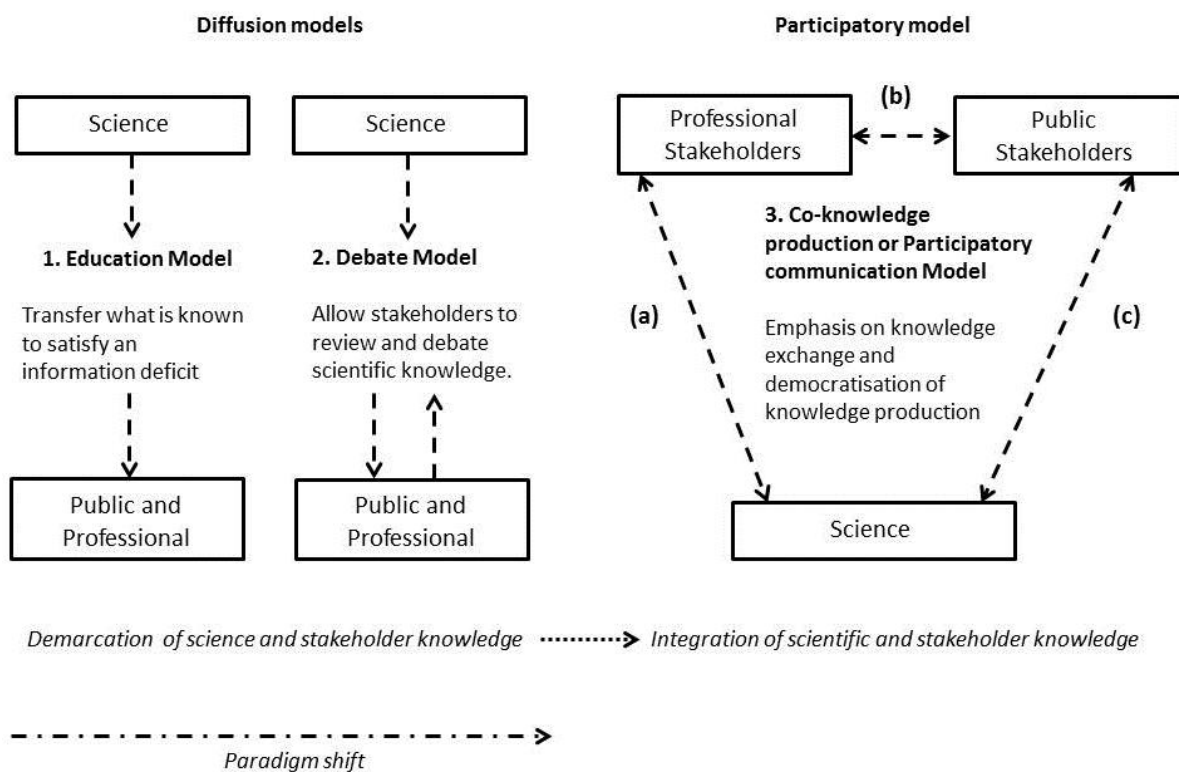 Diffusion models
Science
1. Education Model
Transfer what is known
to satisfy an
information deficit
Public and
Professional
Science
2. Debate Model
Allow stakeholders to
review and debate
scientific knowledge.
Public and
Professional
Participatory model
Professional
Stakeholders
(b)
Public
Stakeholders
3. Co-knowledge
production or Participatory
communication Model
(a)
Emphasis on knowledge
exchange and
democratisation of
knowledge production
(c)
Science
Demarcation of science and stakeholder knowledge
Integration of scientific and stakeholder knowledge
Paradigm shift